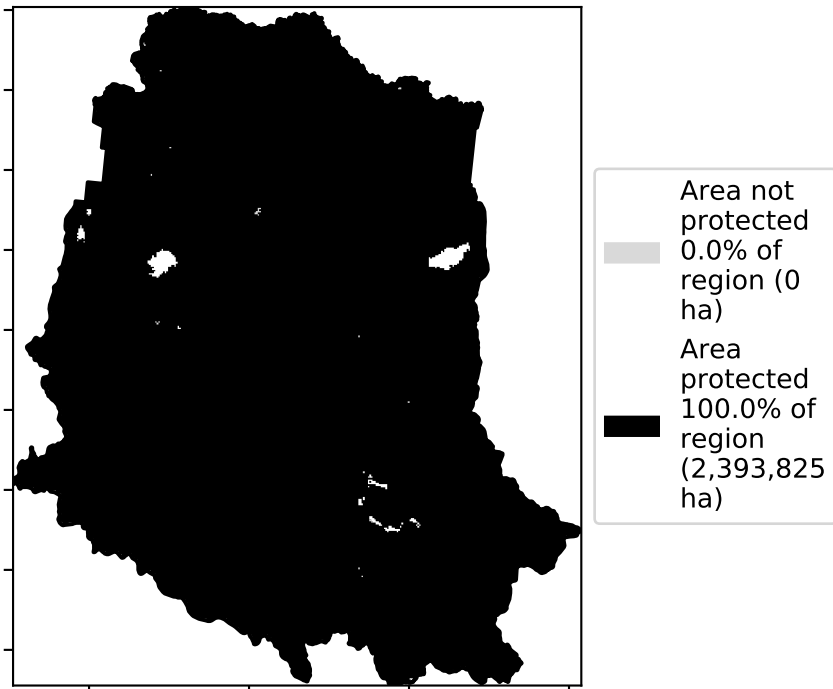 Area not
protected
0.0% of
region (0
ha)
Area
protected
100.0% of
region
(2,393,825
ha)